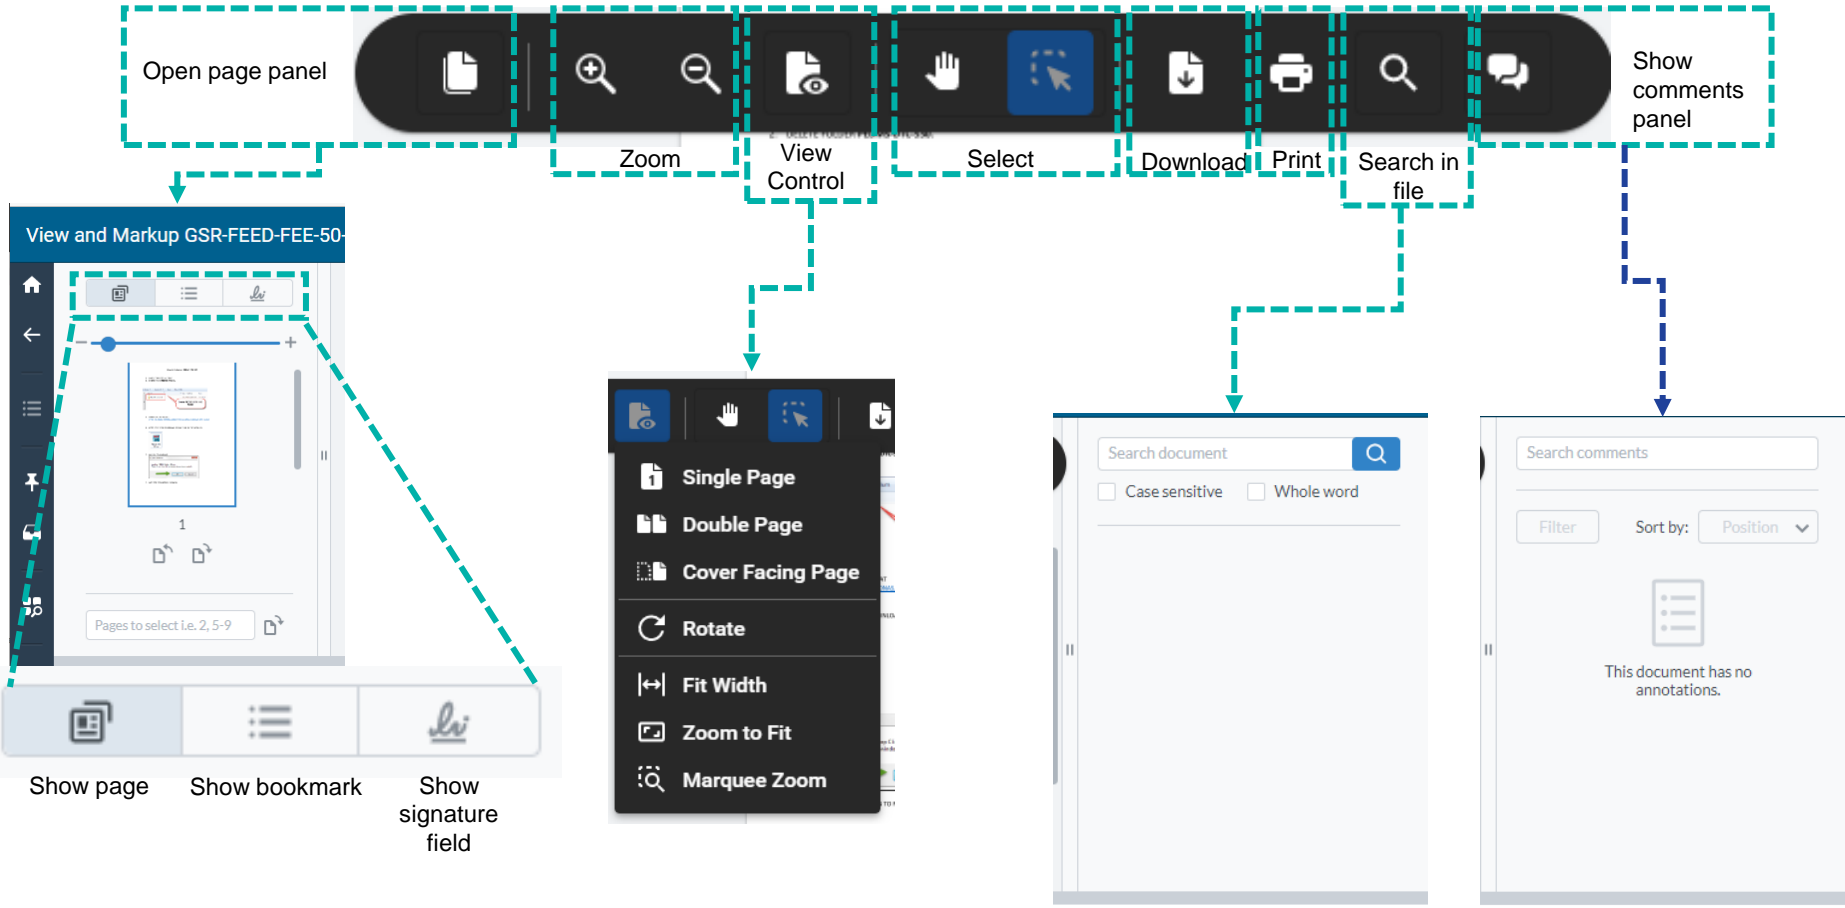 Open page panel
Zoom
View
Control
Select
Download
Print
Search in
file
Show
comments
panel
2. DELETE FOLDER
View and Markup GSR-FEED-FEE-50-
1
Pages to select i.e. 2, 5-9
Show page
Show bookmark
Show
signature
field
Single Page
Double Page
Cover Facing Page
Rotate
Fit Width
Zoom to Fit
Marquee Zoom
Search document
Case sensitive
Whole word
Search comments
Filter
Sort by:
Position
This document has no
annotations.